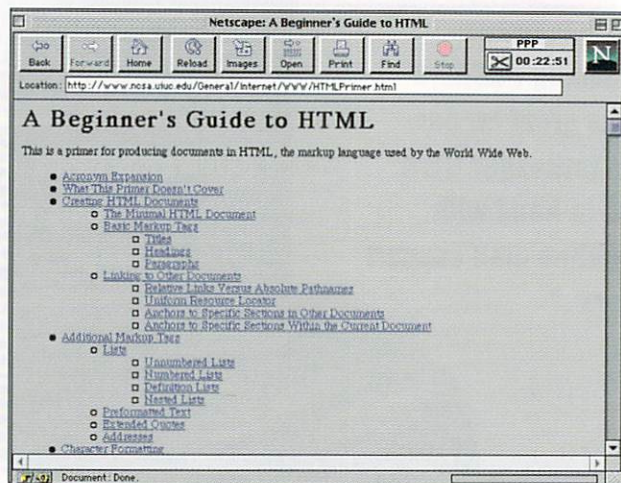 Netscape: A Beginner's Guide to HTML
Back Forward Home Reload Images Open Print Find Stop
PPP
00:22:51
N
Location: http://www.ncsa.uiuc.edu/General/Internet/WWW/HTMLPrimer.html
A Beginner's Guide to HTML
This is a primer for producing documents in HTML, the markup language used by the World Wide Web.
Acronym Expansion
What This Primer Doesn't Cover
Creating HTML Documents
The Minimal HTML Document
Basic Markup Tags
Titles
Headings
Paragraphs
Linking to Other Documents
Relative Links Versus Absolute Pathnames
Uniform Resource Locator
Anchors to Specific Sections in Other Documents
Anchors to Specific Sections Within the Current Document
Additional Markup Tags
Lists
Unnumbered Lists
Numbered Lists
Definition Lists
Nested Lists
Preformatted Text
Extended Quotes
Addresses
Character Formatting
Document: Done.